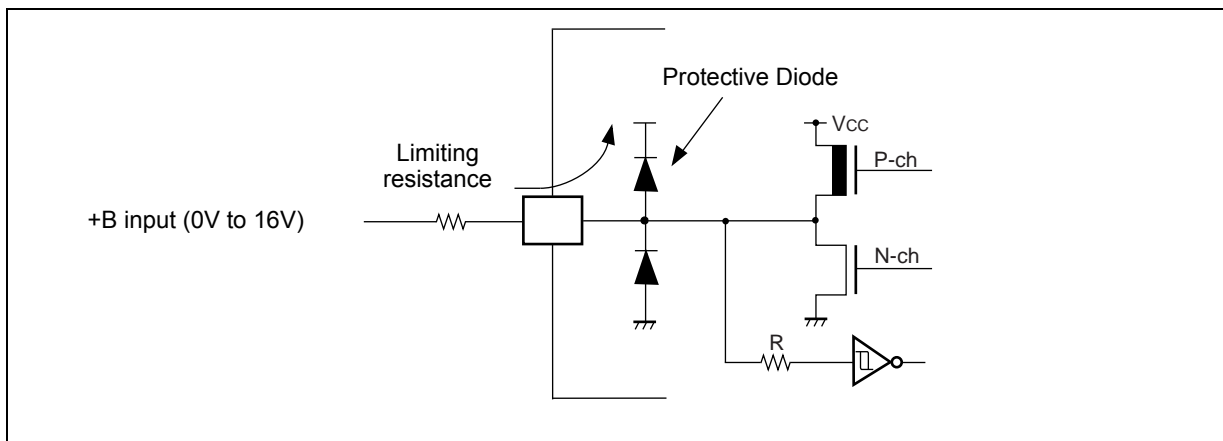 Protective Diode
VCC
Limiting
resistance
P-ch
+B input (0V to 16V)
N-ch
R